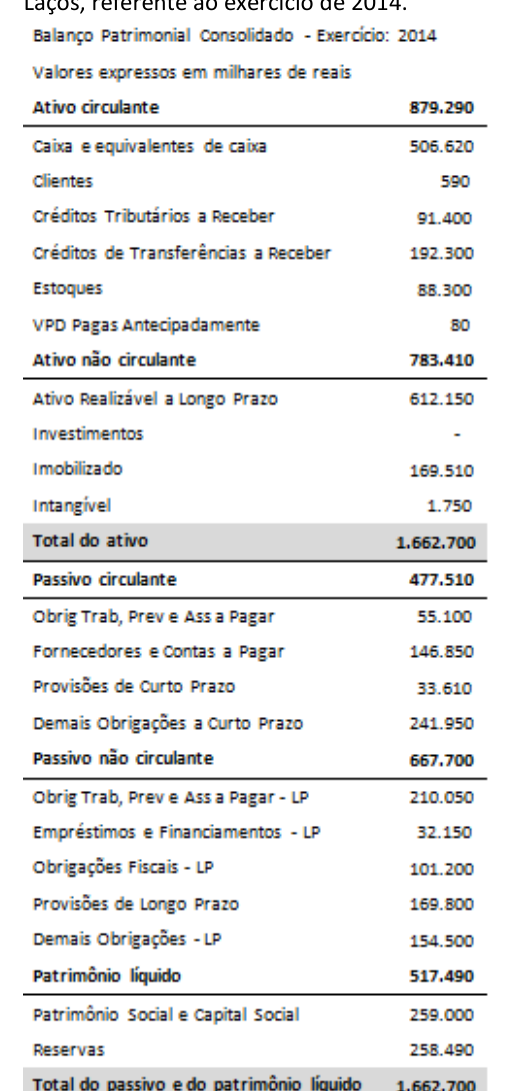 Laços, referente ao exercício de 2014.
Balanço Patrimonial Consolidado - Exercício: 2014
Valores expressos em milhares de reais
Ativo circulante 879.290
Caixa e equivalentes de caixa 506.620
Clientes 590
Créditos Tributários a Receber 91.400
Créditos de Transferências a Receber 192.300
Estoques 88.300
VPD Pagas Antecipadamente 80
Ativo não circulante 783.410
Ativo Realizável a Longo Prazo 612.150
Investimentos -
Imobilizado 169.510
Intangível 1.750
Total do ativo 1.662.700
Passivo circulante 477.510
Obrig Trab, Prev e Ass a Pagar 55.100
Fornecedores e Contas a Pagar 146.850
Provisões de Curto Prazo 33.610
Demais Obrigações a Curto Prazo 241.950
Passivo não circulante 667.700
Obrig Trab, Prev e Ass a Pagar - LP 210.050
Empréstimos e Financiamentos - LP 32.150
Obrigações Fiscais - LP 101.200
Provisões de Longo Prazo 169.800
Demais Obrigações - LP 154.500
Patrimônio líquido 517.490
Patrimônio Social e Capital Social 259.000
Reservas 258.490
Total do passivo e do patrimônio líquido 1.662.700